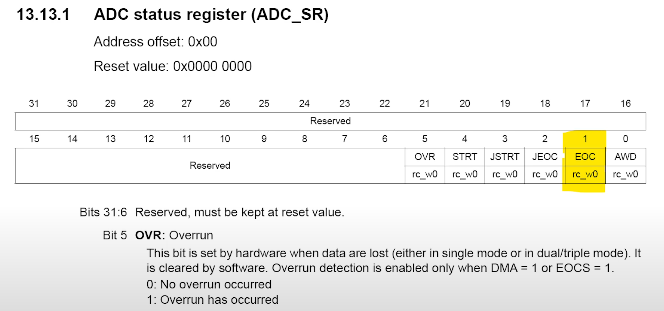 13.13.1 ADC status register (ADC_SR)
Address offset: 0x00
Reset value: 0x0000 0000
31 30 29 28 27 26 25 24 23 22 21 20 19 18 17 16
Reserved
15 14 13 12 11 10 9 8 7 6 5 4 3 2 1 0
Reserved OVR STRT JSTRT JEOC EOC AWD
rc_w0 rc_w0 rc_w0 rc_w0 rc_w0 rc_w0
Bits 31:6 Reserved, must be kept at reset value.
Bit 5 OVR: Overrun
This bit is set by hardware when data are lost (either in single mode or in dual/triple mode). It
is cleared by software. Overrun detection is enabled only when DMA = 1 or EOCS = 1.
0: No overrun occurred
1: Overrun has occurred